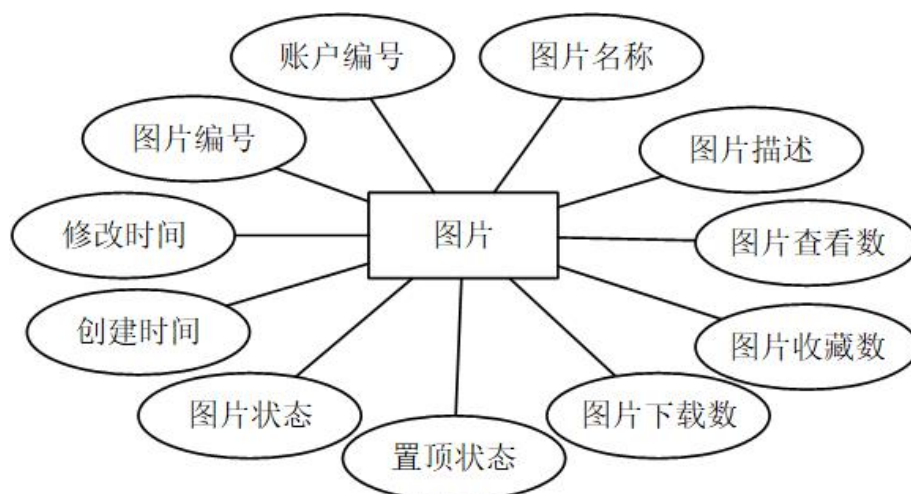 账户编号
图片名称
图片编号
图片描述
修改时间
图片
图片查看数
创建时间
图片收藏数
图片状态
图片下载数
置顶状态